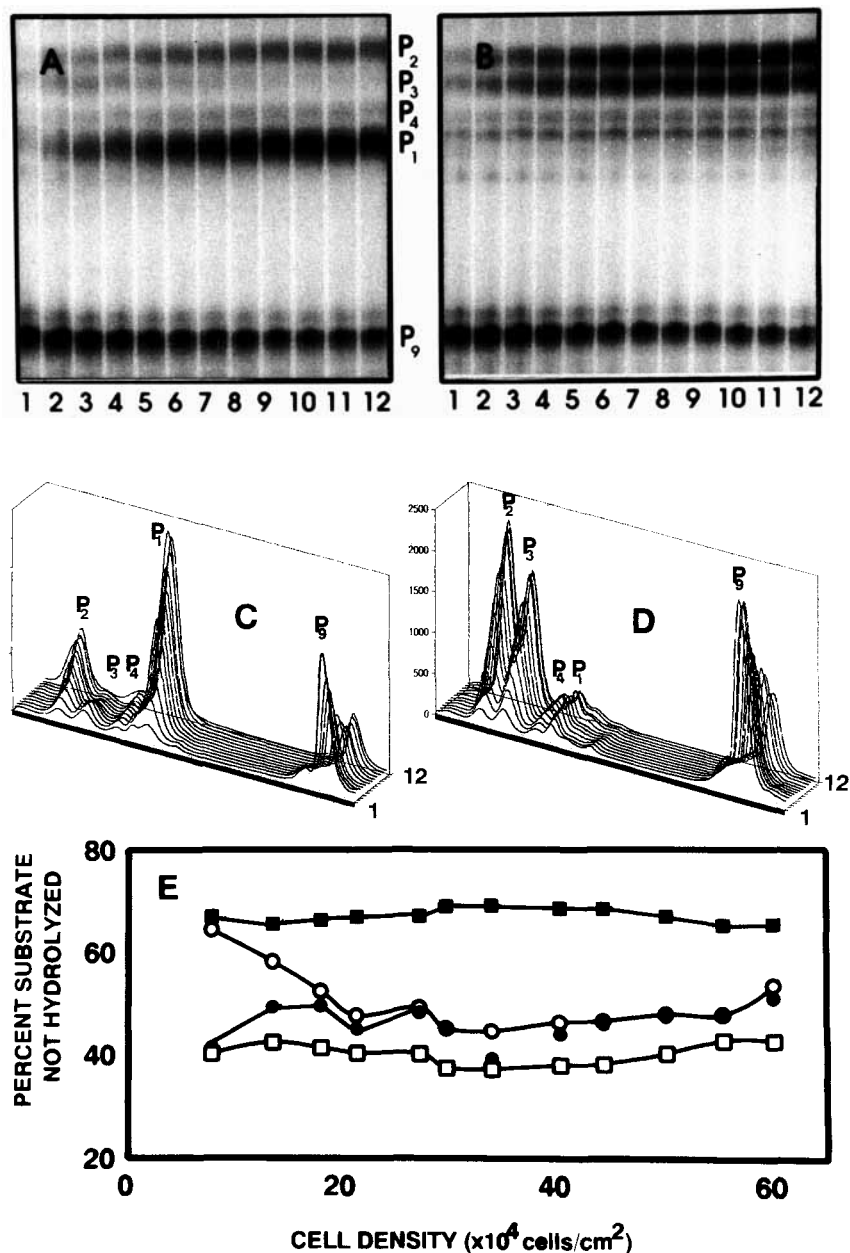 A
B
P2
P3
P4
P1
P9
1 2 3 4 5 6 7 8 9 10 11 12
1 2 3 4 5 6 7 8 9 10 11 12
C
P2
P3
P4
P1
P9
12
1
D
2500
2000
1500
1000
500
0
P2
P3
P4
P1
P9
12
1
E
PERCENT SUBSTRATE
NOT HYDROLYZED
80
60
40
20
0 20 40 60
CELL DENSITY (x10^4 cells/cm^2)